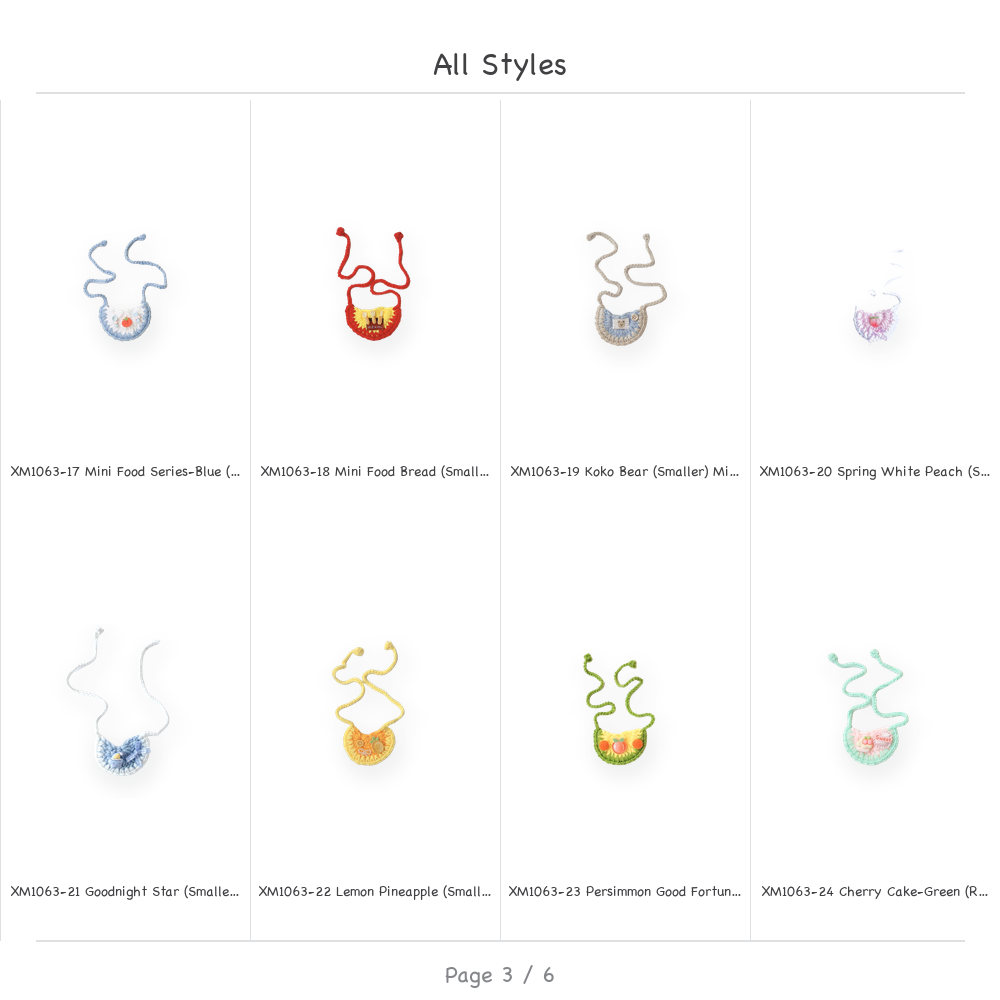 All Styles
XM1063-17 Mini Food Series-Blue (...
XM1063-18 Mini Food Bread (Small...
XM1063-19 Koko Bear (Smaller) Mi...
XM1063-20 Spring White Peach (S...
XM1063-21 Goodnight Star (Smalle...
XM1063-22 Lemon Pineapple (Small...
XM1063-23 Persimmon Good Fortun...
XM1063-24 Cherry Cake-Green (R...
Page 3 / 6